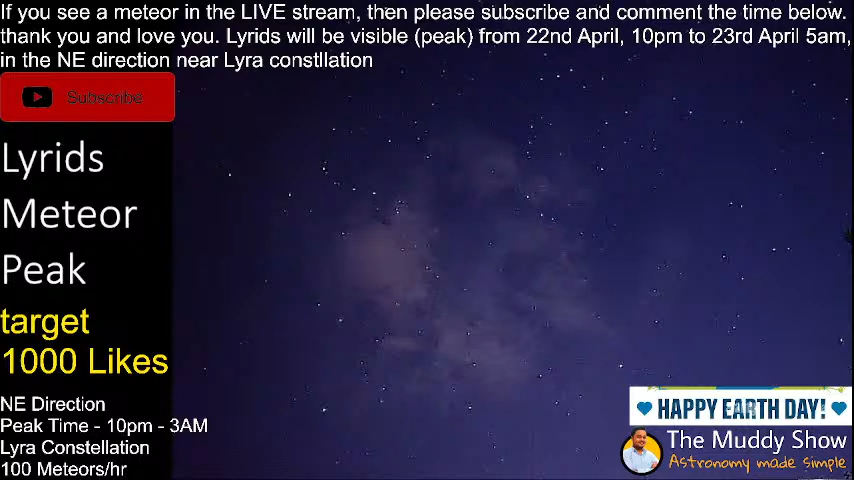 If you see a meteor in the LIVE stream, then please subscribe and comment the time below.
thank you and love you. Lyrids will be visible (peak) from 22nd April, 10pm to 23rd April 5am,
in the NE direction near Lyra constllation
Subscribe
Lyrids
Meteor
Peak
target
1000 Likes
NE Direction
Peak Time - 10pm - 3AM
Lyra Constellation
100 Meteors/hr
HAPPY EARTH DAY!
The Muddy Show
Astronomy made simple